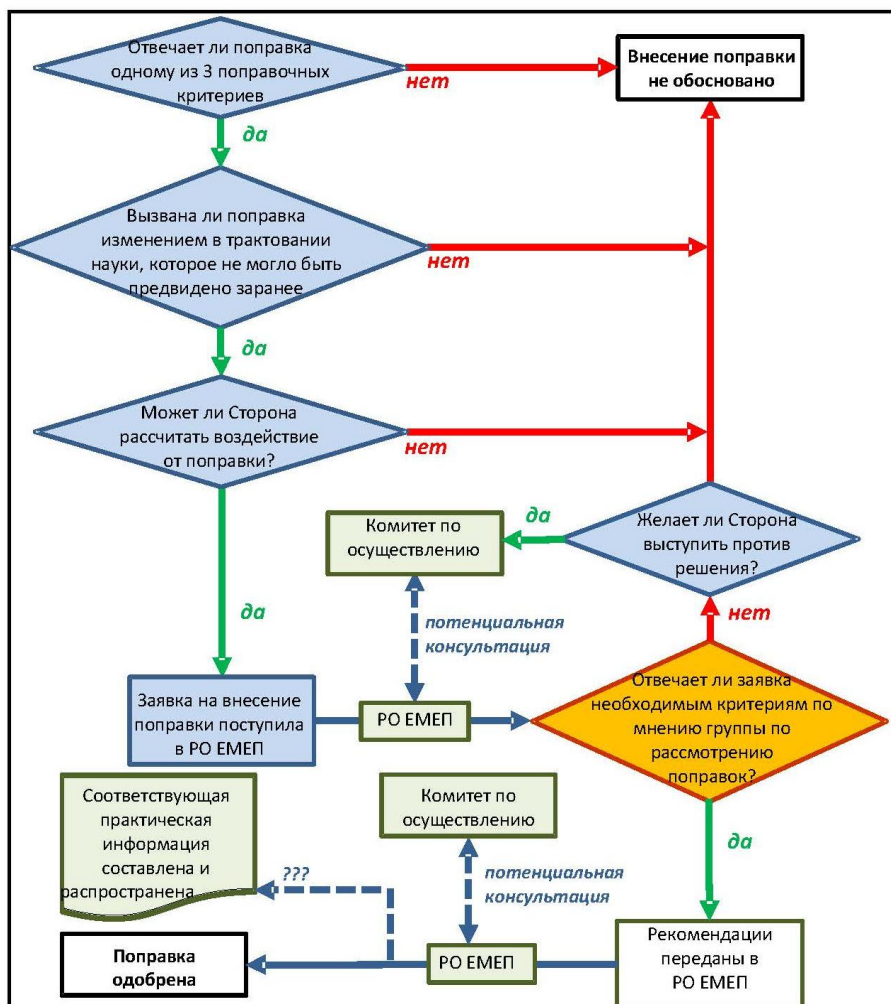 Отвечает ли поправка
одному из 3 поправочных
критериев
нет
Внесение поправки
не обосновано
да
Вызвана ли поправка
изменением в трактовании
науки, которое не могло быть
предвидено заранее
нет
да
Может ли Сторона
рассчитать воздействие
от поправки?
нет
Комитет по
осуществлению
да
Желает ли Сторона
выступить против
решения?
да
потенциальная
консультация
нет
Заявка на внесение
поправки поступила
в РО ЕМЕП
РО ЕМЕП
Отвечает ли заявка
необходимым критериям по
мнению группы по
рассмотрению
поправок?
Соответствующая
практическая
информация
составлена и
распространена
Комитет по
осуществлению
да
???
потенциальная
консультация
Поправка
одобрена
РО ЕМЕП
Рекомендации
переданы в
РО ЕМЕП